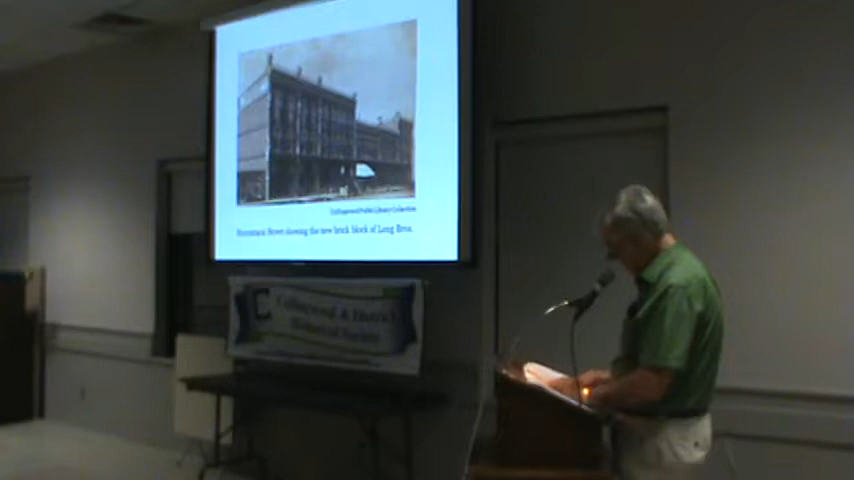 Collingwood Public Library Collection
Hurontario Street showing the new brick block of Long Bros.
C
Collingwood & District
Historical Society